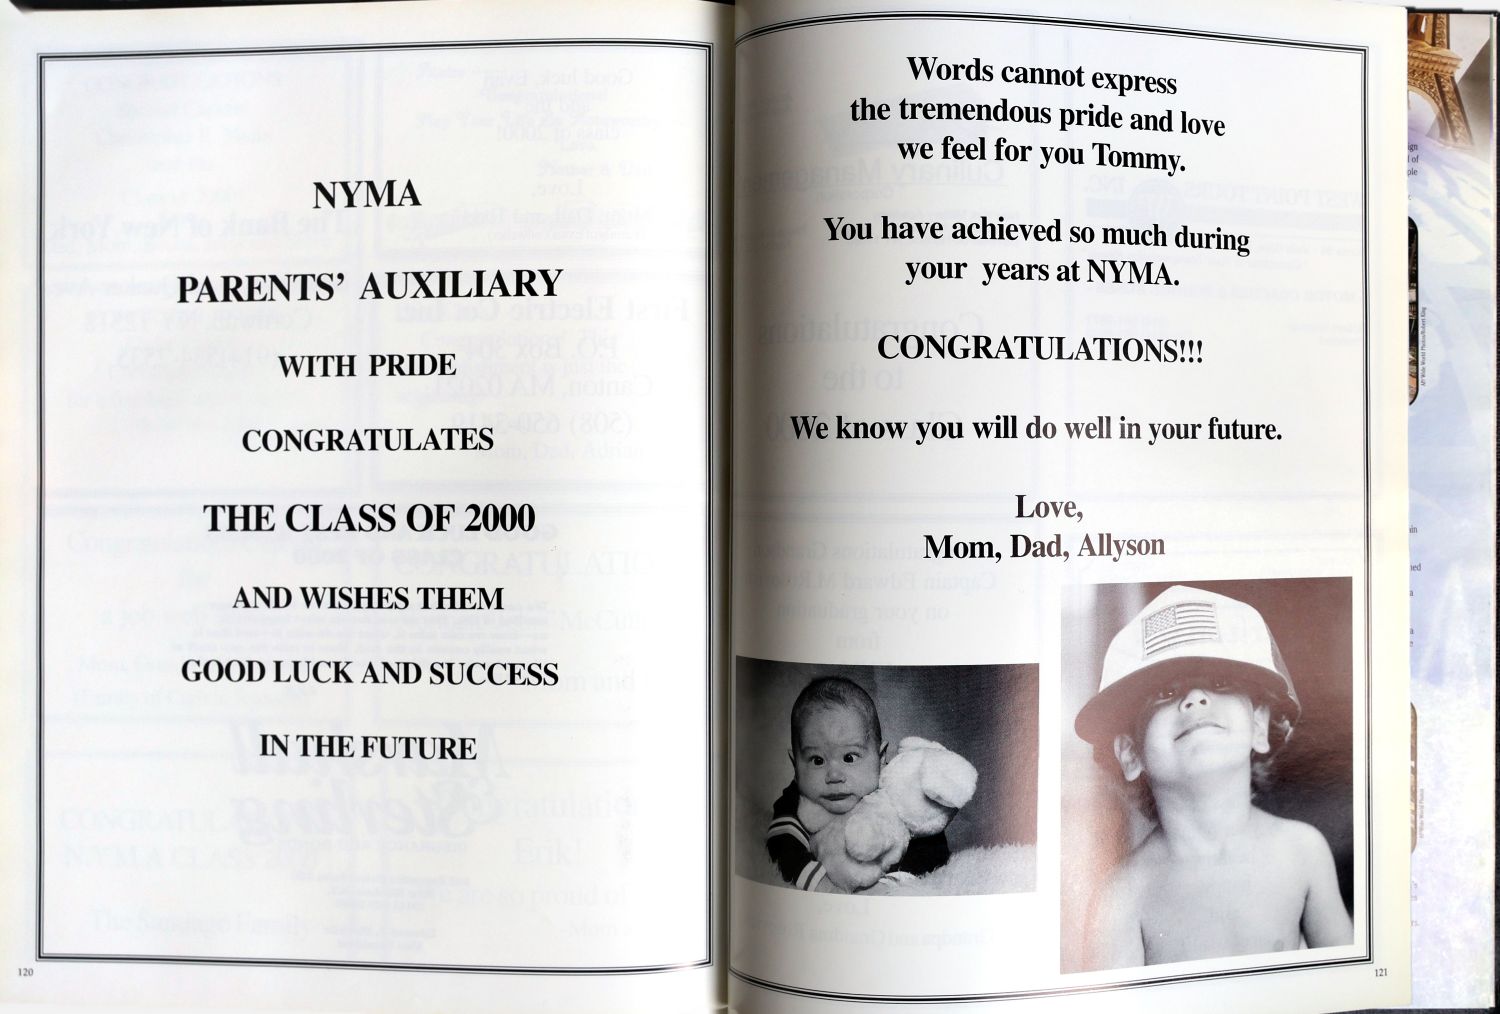 NYMA
PARENTS' AUXILIARY
WITH PRIDE
CONGRATULATES
THE CLASS OF 2000
AND WISHES THEM
GOOD LUCK AND SUCCESS
IN THE FUTURE
120
Words cannot express
the tremendous pride and love
we feel for you Tommy.
You have achieved so much during
your years at NYMA.
CONGRATULATIONS!!!
We know you will do well in your future.
Love,
Mom, Dad, Allyson
121